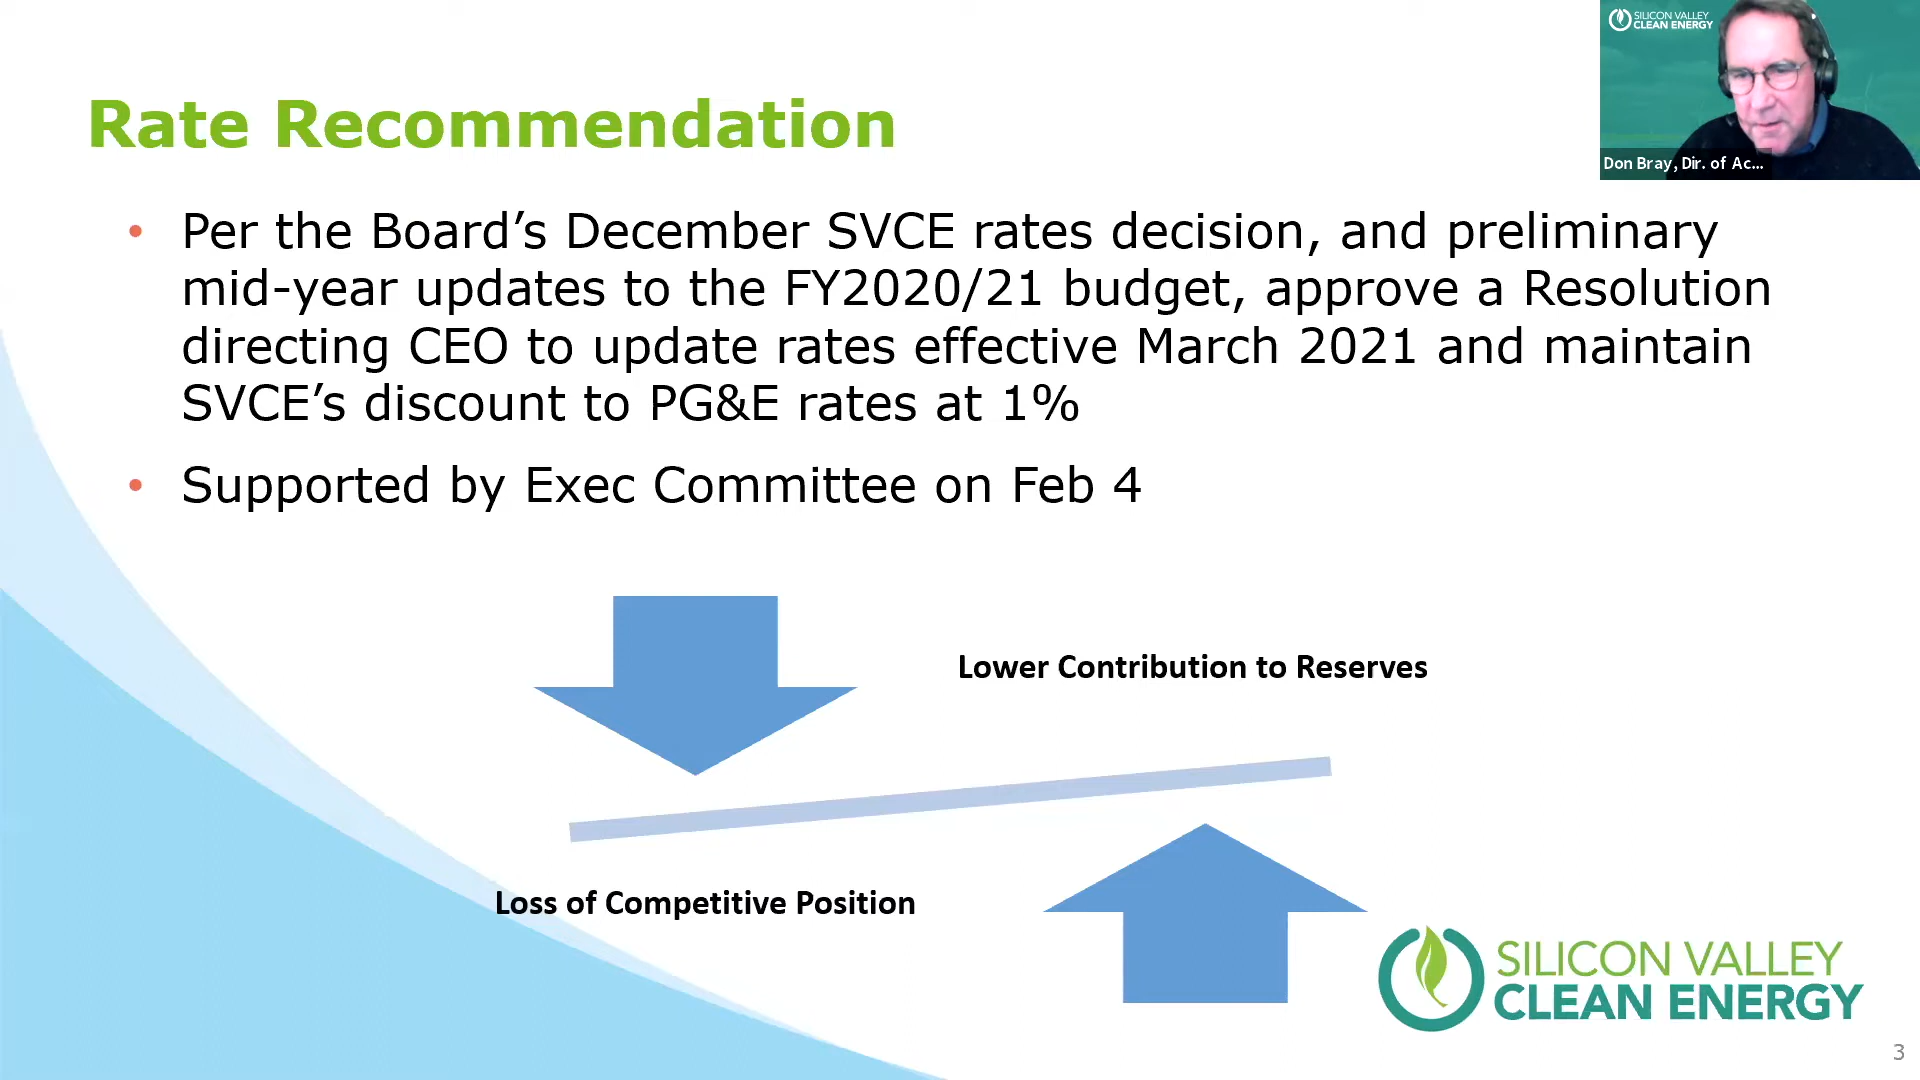 SILICON VALLEY
CLEAN ENERGY
Don Bray, Dir. of Ac...
Rate Recommendation
• Per the Board’s December SVCE rates decision, and preliminary
mid-year updates to the FY2020/21 budget, approve a Resolution
directing CEO to update rates effective March 2021 and maintain
SVCE’s discount to PG&E rates at 1%
• Supported by Exec Committee on Feb 4
Lower Contribution to Reserves
Loss of Competitive Position
SILICON VALLEY
CLEAN ENERGY
3